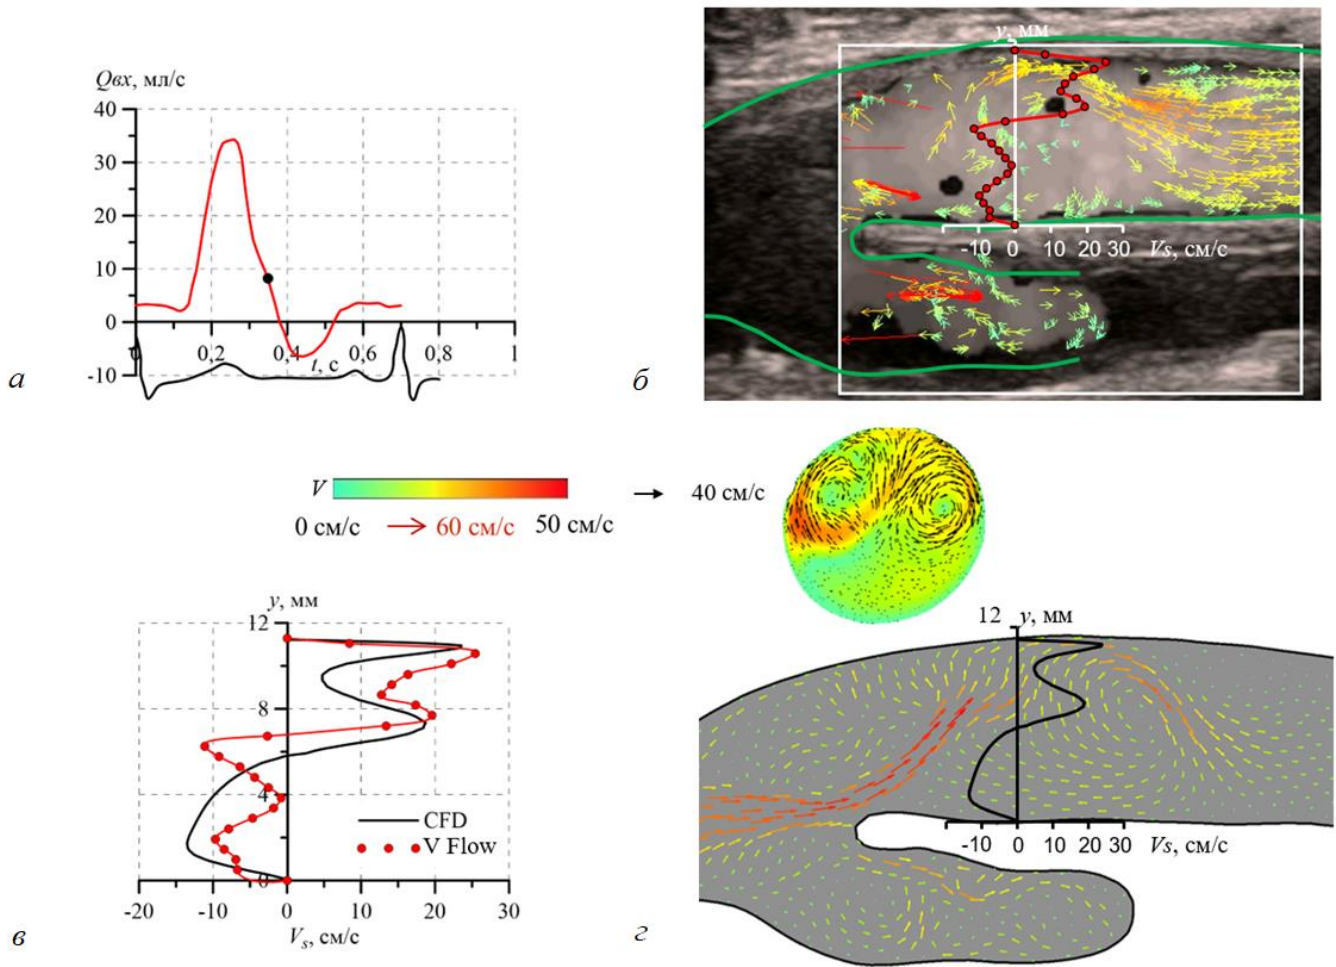 Qвх, мл/с
40
30
20
10
0
-10
0 0,2 0,4 0,6 0,8 1
t, с
а
y, мм
-10 0 10 20 30 Vs, см/с
б
V
0 см/с 60 см/с 50 см/с
40 см/с
y, мм
12
8
4
0
CFD
V Flow
-20 -10 0 10 20 30
Vs, см/с
в
12 y, мм
-10 0 10 20 30 Vs, см/с
г